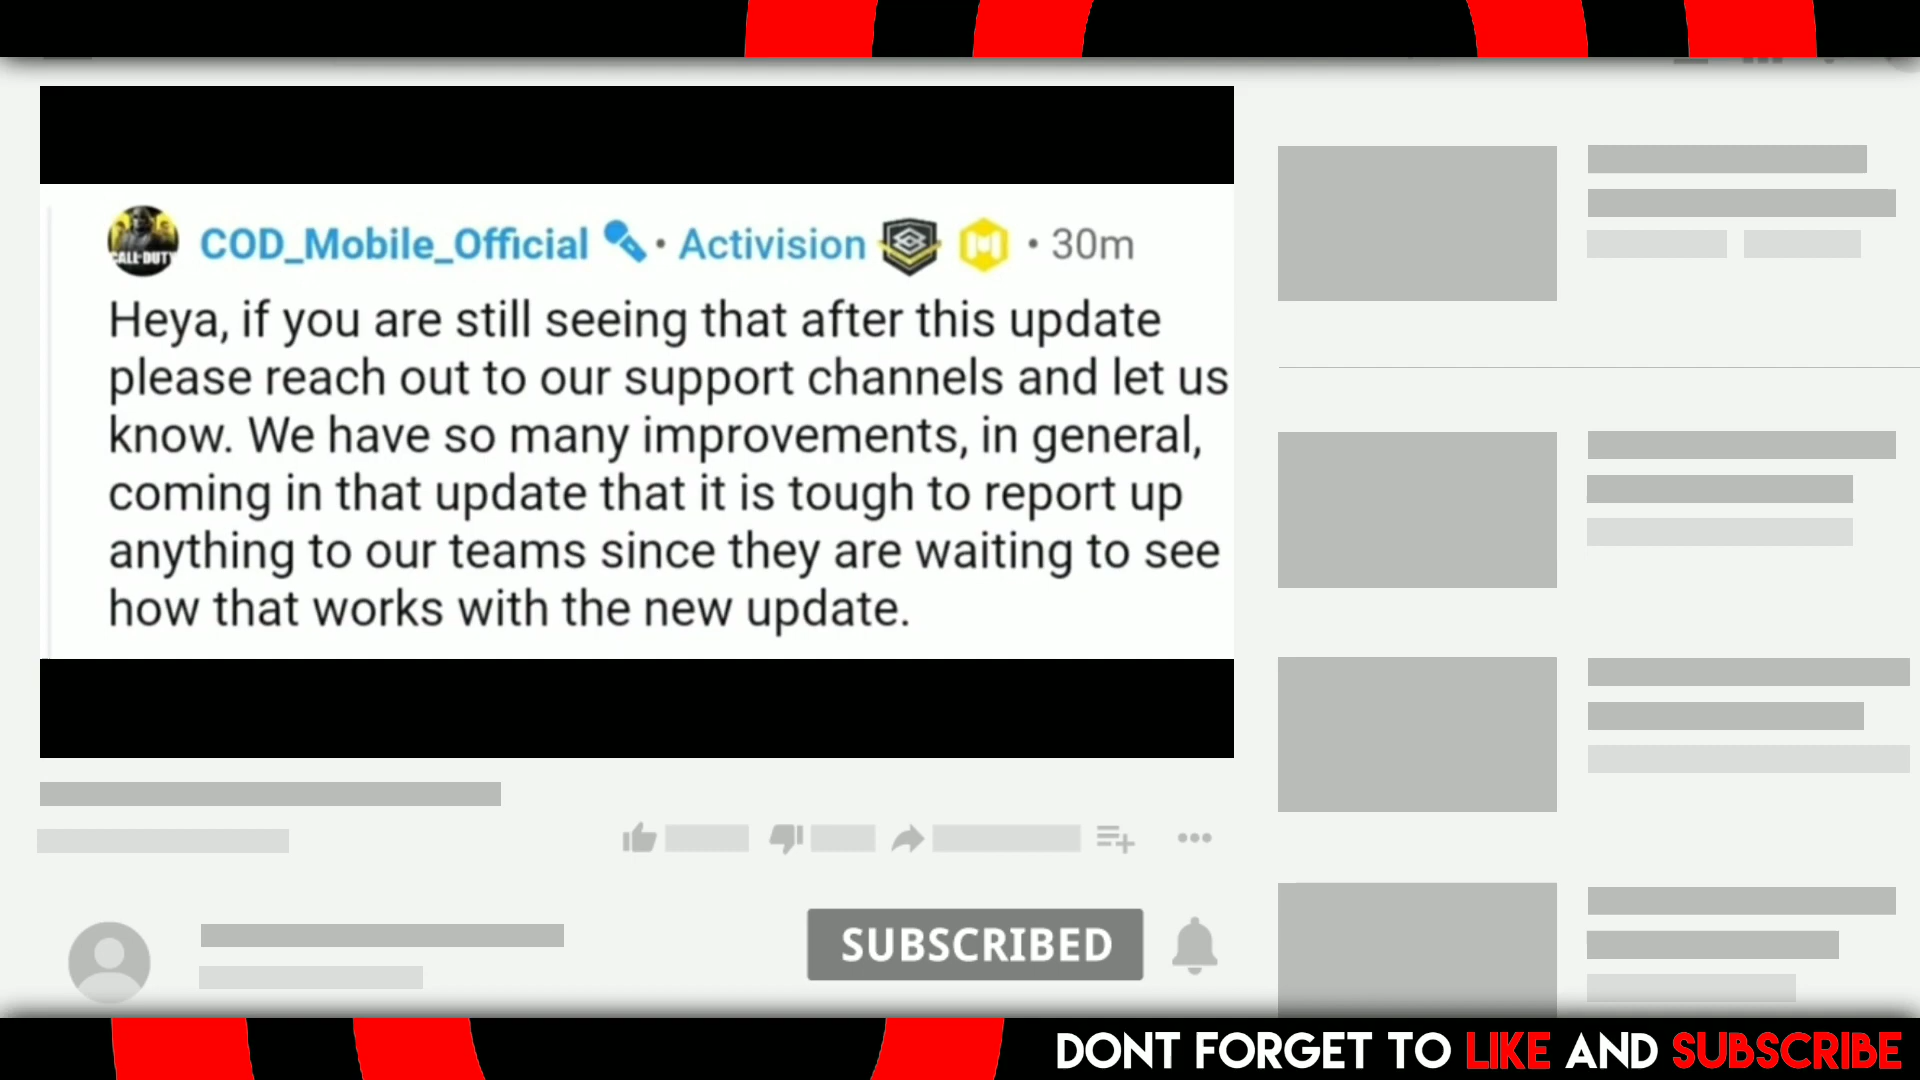 COD_Mobile_Official • Activision • 30m
CALL·DUTY
Heya, if you are still seeing that after this update
please reach out to our support channels and let us
know. We have so many improvements, in general,
coming in that update that it is tough to report up
anything to our teams since they are waiting to see
how that works with the new update.
SUBSCRIBED
DONT FORGET TO LIKE AND SUBSCRIBE